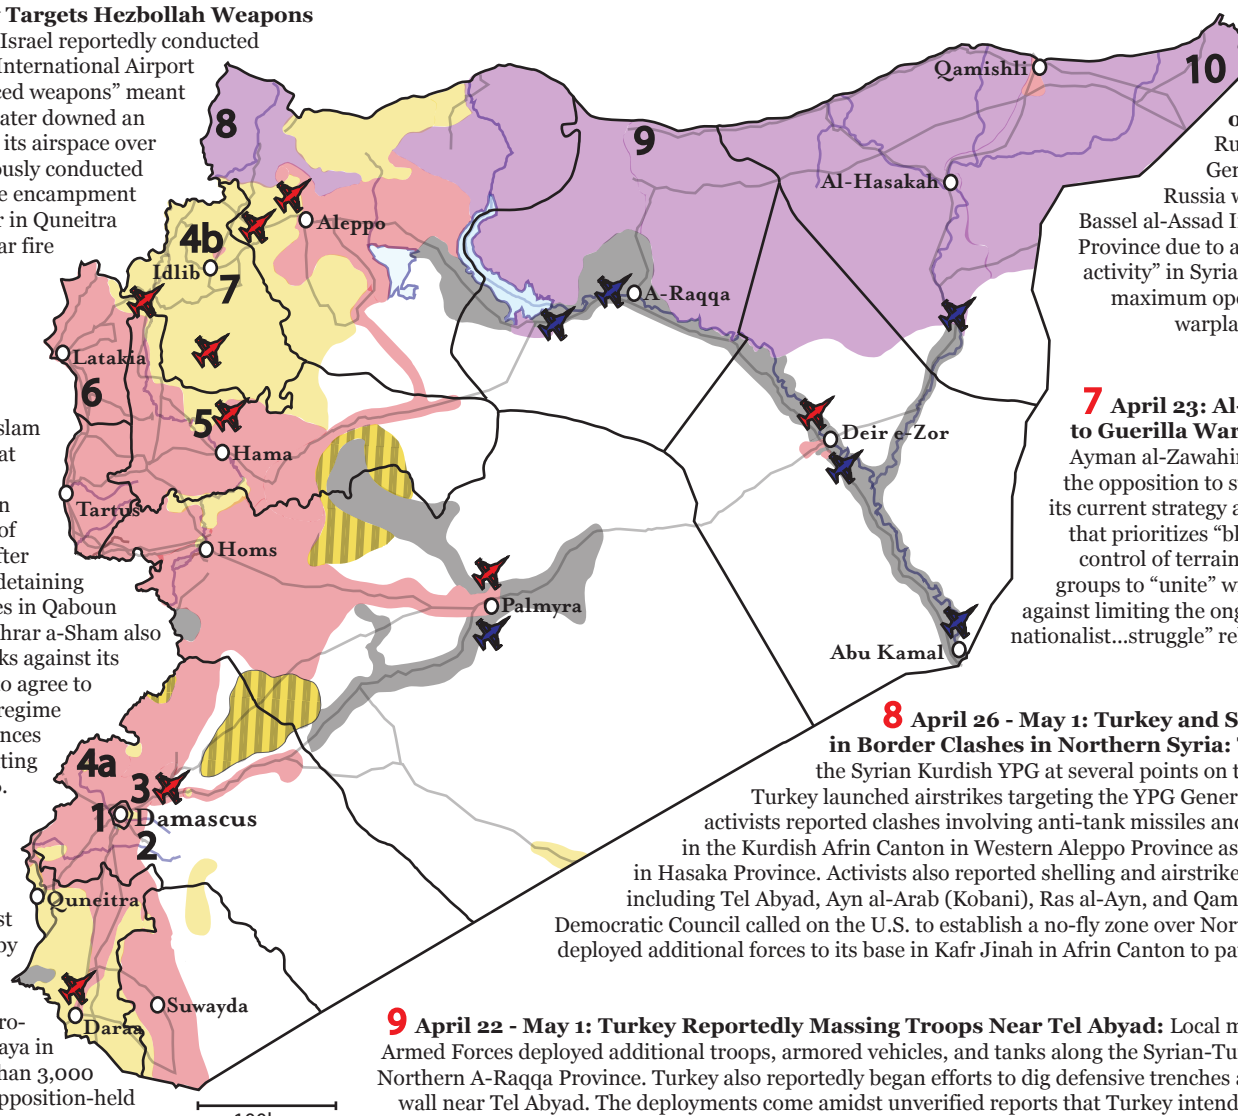 Targets Hezbollah Weapons
Israel reportedly conducted
International Airport
ced weapons” meant
ater downed an
its airspace over
ously conducted
e encampment
r in Quneitra
ar fire
slam
at
n
of
fter
detaining
es in Qaboun
hrar a-Sham also
ks against its
to agree to
regime
nces
ting
st
by
ro-
aya in
han 3,000
pposition-held
8
9
10
4b
7
5
6
4a
3
1
2
Qamishli
Al-Hasakah
Aleppo
Idlib
A-Raqqa
Latakia
Hama
Deir e-Zor
Tartus
Homs
Palmyra
Abu Kamal
Damascus
Quneitra
Suwayda
Daraa
o
Ru
Gen
Russia w
Bassel al-Assad I
Province due to a
activity” in Syria
maximum ope
warpla
7 April 23: Al-
to Guerilla War
Ayman al-Zawahir
the opposition to s
its current strategy a
that prioritizes “bl
control of terrain
groups to “unite” w
against limiting the ong
nationalist...struggle” rel
8 April 26 - May 1: Turkey and S
in Border Clashes in Northern Syria:
the Syrian Kurdish YPG at several points on t
Turkey launched airstrikes targeting the YPG Gener
activists reported clashes involving anti-tank missiles and
in the Kurdish Afrin Canton in Western Aleppo Province as
in Hasaka Province. Activists also reported shelling and airstrike
including Tel Abyad, Ayn al-Arab (Kobani), Ras al-Ayn, and Qam
Democratic Council called on the U.S. to establish a no-fly zone over Nor
deployed additional forces to its base in Kafr Jinah in Afrin Canton to pa
9 April 22 - May 1: Turkey Reportedly Massing Troops Near Tel Abyad: Local m
Armed Forces deployed additional troops, armored vehicles, and tanks along the Syrian-Tu
Northern A-Raqqa Province. Turkey also reportedly began efforts to dig defensive trenches a
wall near Tel Abyad. The deployments come amidst unverified reports that Turkey intend